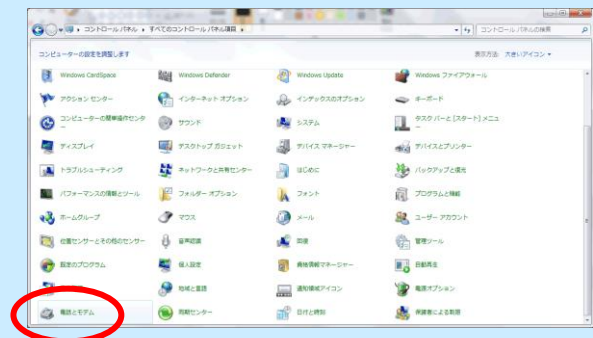 コントロール パネル ▸ すべてのコントロール パネル項目 ▸
コントロール パネルの検索
コンピューターの設定を調整します
表示方法: 大きいアイコン
Windows CardSpace
Windows Defender
Windows Update
Windows ファイアウォール
アクション センター
インターネット オプション
インデックスのオプション
キーボード
コンピューターの簡単操作センター
サウンド
システム
タスク バーと [スタート] メニュー
ディスプレイ
デスクトップ ガジェット
デバイス マネージャー
デバイスとプリンター
トラブルシューティング
ネットワークと共有センター
はじめに
バックアップと復元
パフォーマンスの情報とツール
フォルダー オプション
フォント
プログラムと機能
ホームグループ
マウス
メール
ユーザー アカウント
位置センサーとその他のセンサー
音声認識
回復
管理ツール
既定のプログラム
個人設定
資格情報マネージャー
自動再生
地域と言語
通知領域アイコン
電源オプション
電話とモデム
同期センター
日付と時刻
保護者による制限